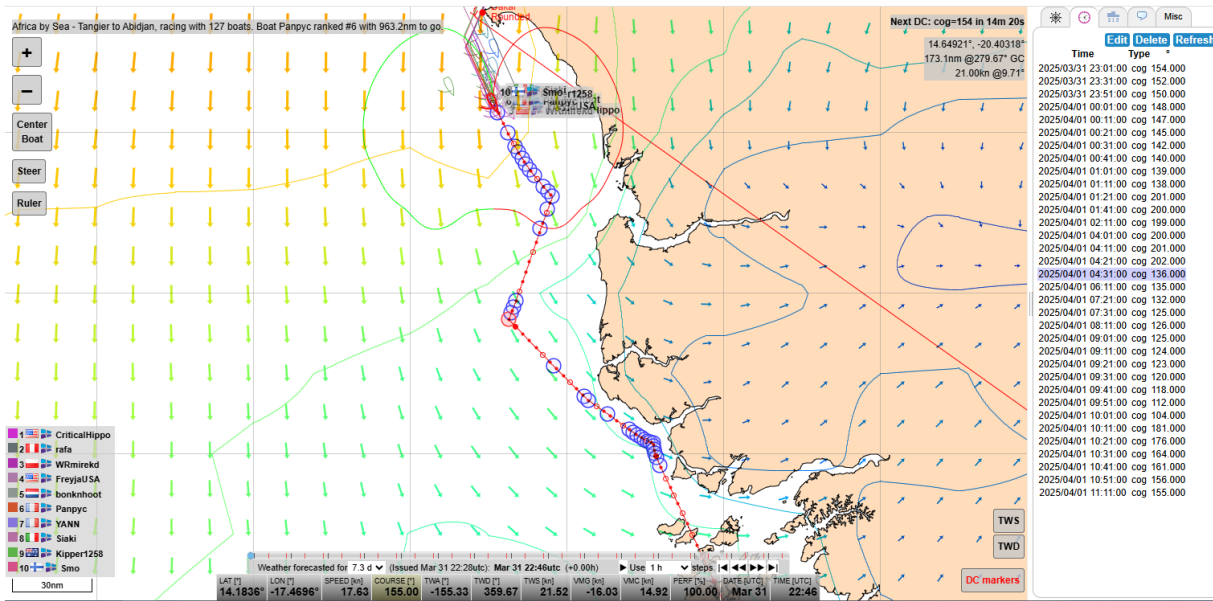 Africa by Sea - Tangier to Abidjan, racing with 127 boats. Boat Panpyc ranked #6 with 963.2nm to go.
Dakar
Rounded
Next DC: cog=154 in 14m 20s
14.64921°, -20.40318°
173.1nm @279.67° GC
21.00kn @9.71°
+
−
Center
Boat
Steer
Ruler
10
Smo
1 CriticalHippo
2 rafa
3 WRmirekd
4 FreyjaUSA
5 bonknhoot
6 Panpyc
7 YANN
8 Siaki
9 Kipper1258
10 Smo
30nm
TWS
TWD
DC markers
Weather forecasted for 7.3 d (Issued Mar 31 22:28utc) Mar 31 22:46utc (+0.00h) Use 1 h steps.
LAT [°] LON [°] SPEED [kn] COURSE [°] TWA [°] TWD [°] TWS [kn] VMG [kn] VMC [kn] PERF [%] DATE [UTC] TIME [UTC]
14.1836° -17.4696° 17.63 155.00 -155.33 359.67 21.52 -16.03 14.92 100.00 Mar 31 22:46
Misc
Edit Delete Refresh
Time Type °
2025/03/31 23:01:00 cog 154.000
2025/03/31 23:31:00 cog 152.000
2025/03/31 23:51:00 cog 150.000
2025/04/01 00:01:00 cog 148.000
2025/04/01 00:11:00 cog 147.000
2025/04/01 00:21:00 cog 145.000
2025/04/01 00:31:00 cog 142.000
2025/04/01 00:41:00 cog 140.000
2025/04/01 01:01:00 cog 139.000
2025/04/01 01:11:00 cog 138.000
2025/04/01 01:21:00 cog 201.000
2025/04/01 01:41:00 cog 200.000
2025/04/01 02:11:00 cog 199.000
2025/04/01 04:01:00 cog 200.000
2025/04/01 04:11:00 cog 201.000
2025/04/01 04:21:00 cog 202.000
2025/04/01 04:31:00 cog 136.000
2025/04/01 06:11:00 cog 135.000
2025/04/01 07:21:00 cog 132.000
2025/04/01 07:31:00 cog 125.000
2025/04/01 08:11:00 cog 126.000
2025/04/01 09:01:00 cog 125.000
2025/04/01 09:11:00 cog 124.000
2025/04/01 09:21:00 cog 123.000
2025/04/01 09:31:00 cog 120.000
2025/04/01 09:41:00 cog 118.000
2025/04/01 09:51:00 cog 112.000
2025/04/01 10:01:00 cog 104.000
2025/04/01 10:11:00 cog 181.000
2025/04/01 10:21:00 cog 176.000
2025/04/01 10:31:00 cog 164.000
2025/04/01 10:41:00 cog 161.000
2025/04/01 10:51:00 cog 156.000
2025/04/01 11:11:00 cog 155.000